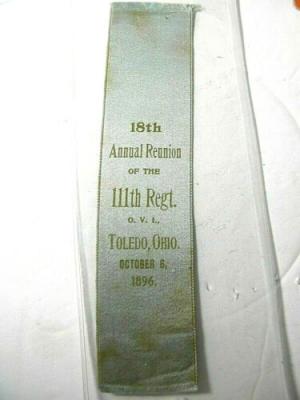 18th
Annual Reunion
OF THE
111th Regt.
O. V. I.,
TOLEDO, OHIO.
OCTOBER 6,
1896.